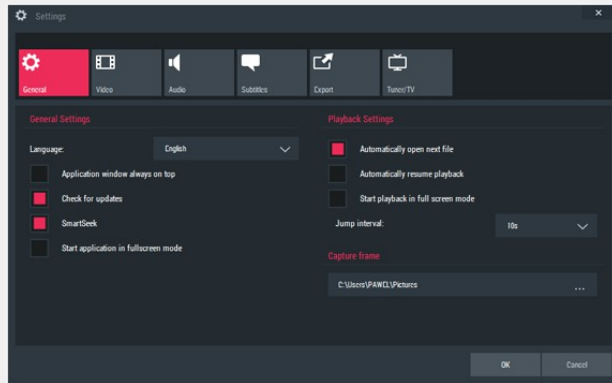 Settings
General
Video
Audio
Subtitles
Export
Tuner/TV
General Settings
Language:
English
Application window always on top
Check for updates
SmartSeek
Start application in fullscreen mode
Playback Settings
Automatically open next file
Automatically resume playback
Start playback in full screen mode
Jump interval:
10s
Capture frame
C:\Users\PAWEL\Pictures
...
OK
Cancel